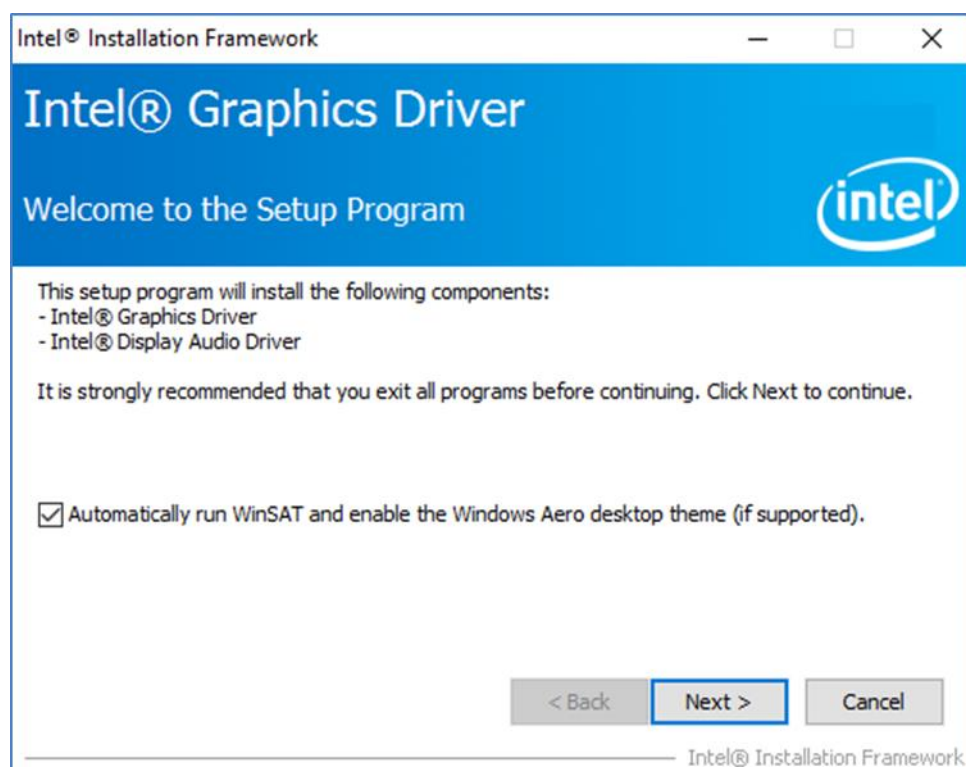 Intel® Installation Framework
Intel® Graphics Driver
Welcome to the Setup Program
intel
This setup program will install the following components:
- Intel® Graphics Driver
- Intel® Display Audio Driver
It is strongly recommended that you exit all programs before continuing. Click Next to continue.
Automatically run WinSAT and enable the Windows Aero desktop theme (if supported).
< Back
Next >
Cancel
Intel® Installation Framework